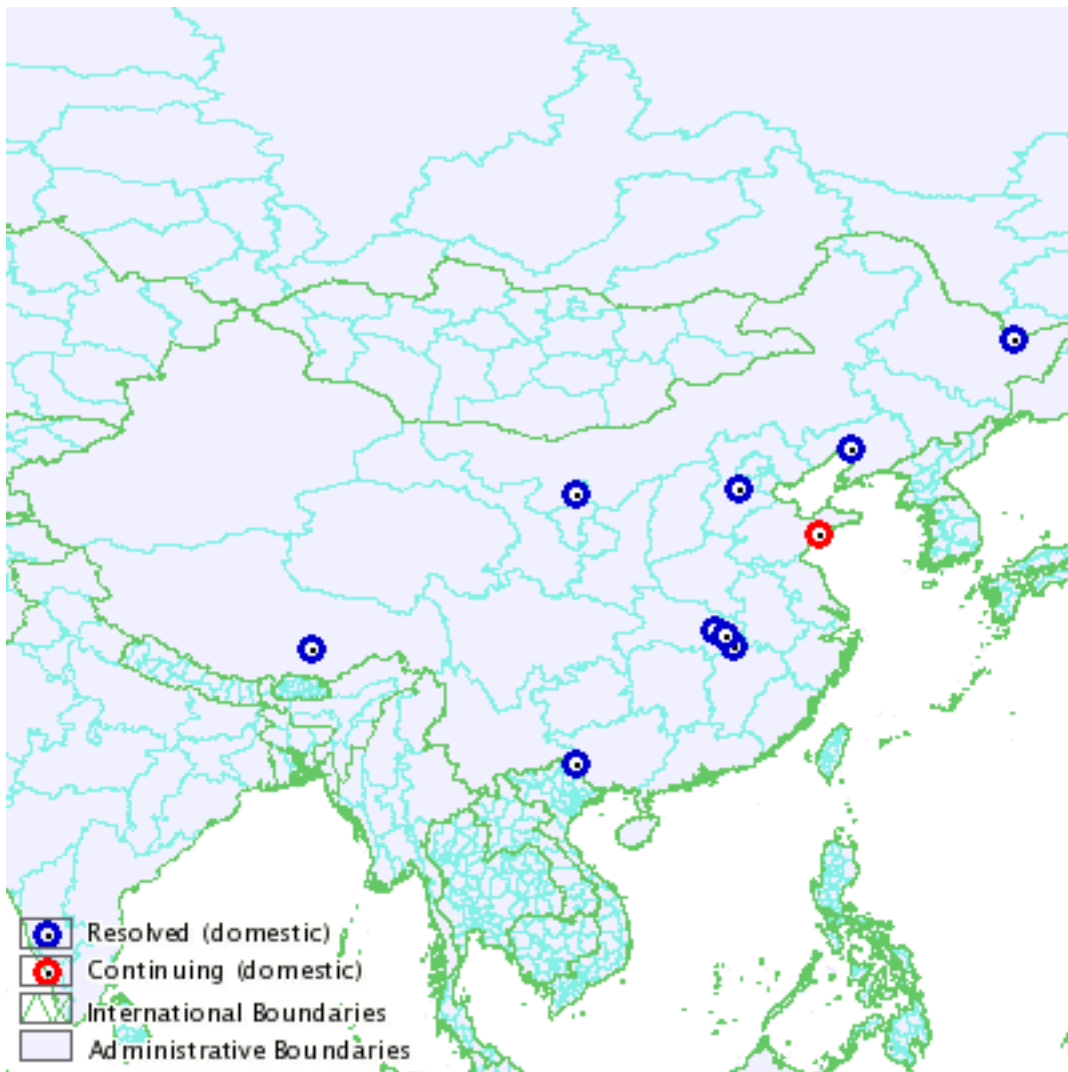 Resolved (domestic)
Continuing (domestic)
International Boundaries
Administrative Boundaries